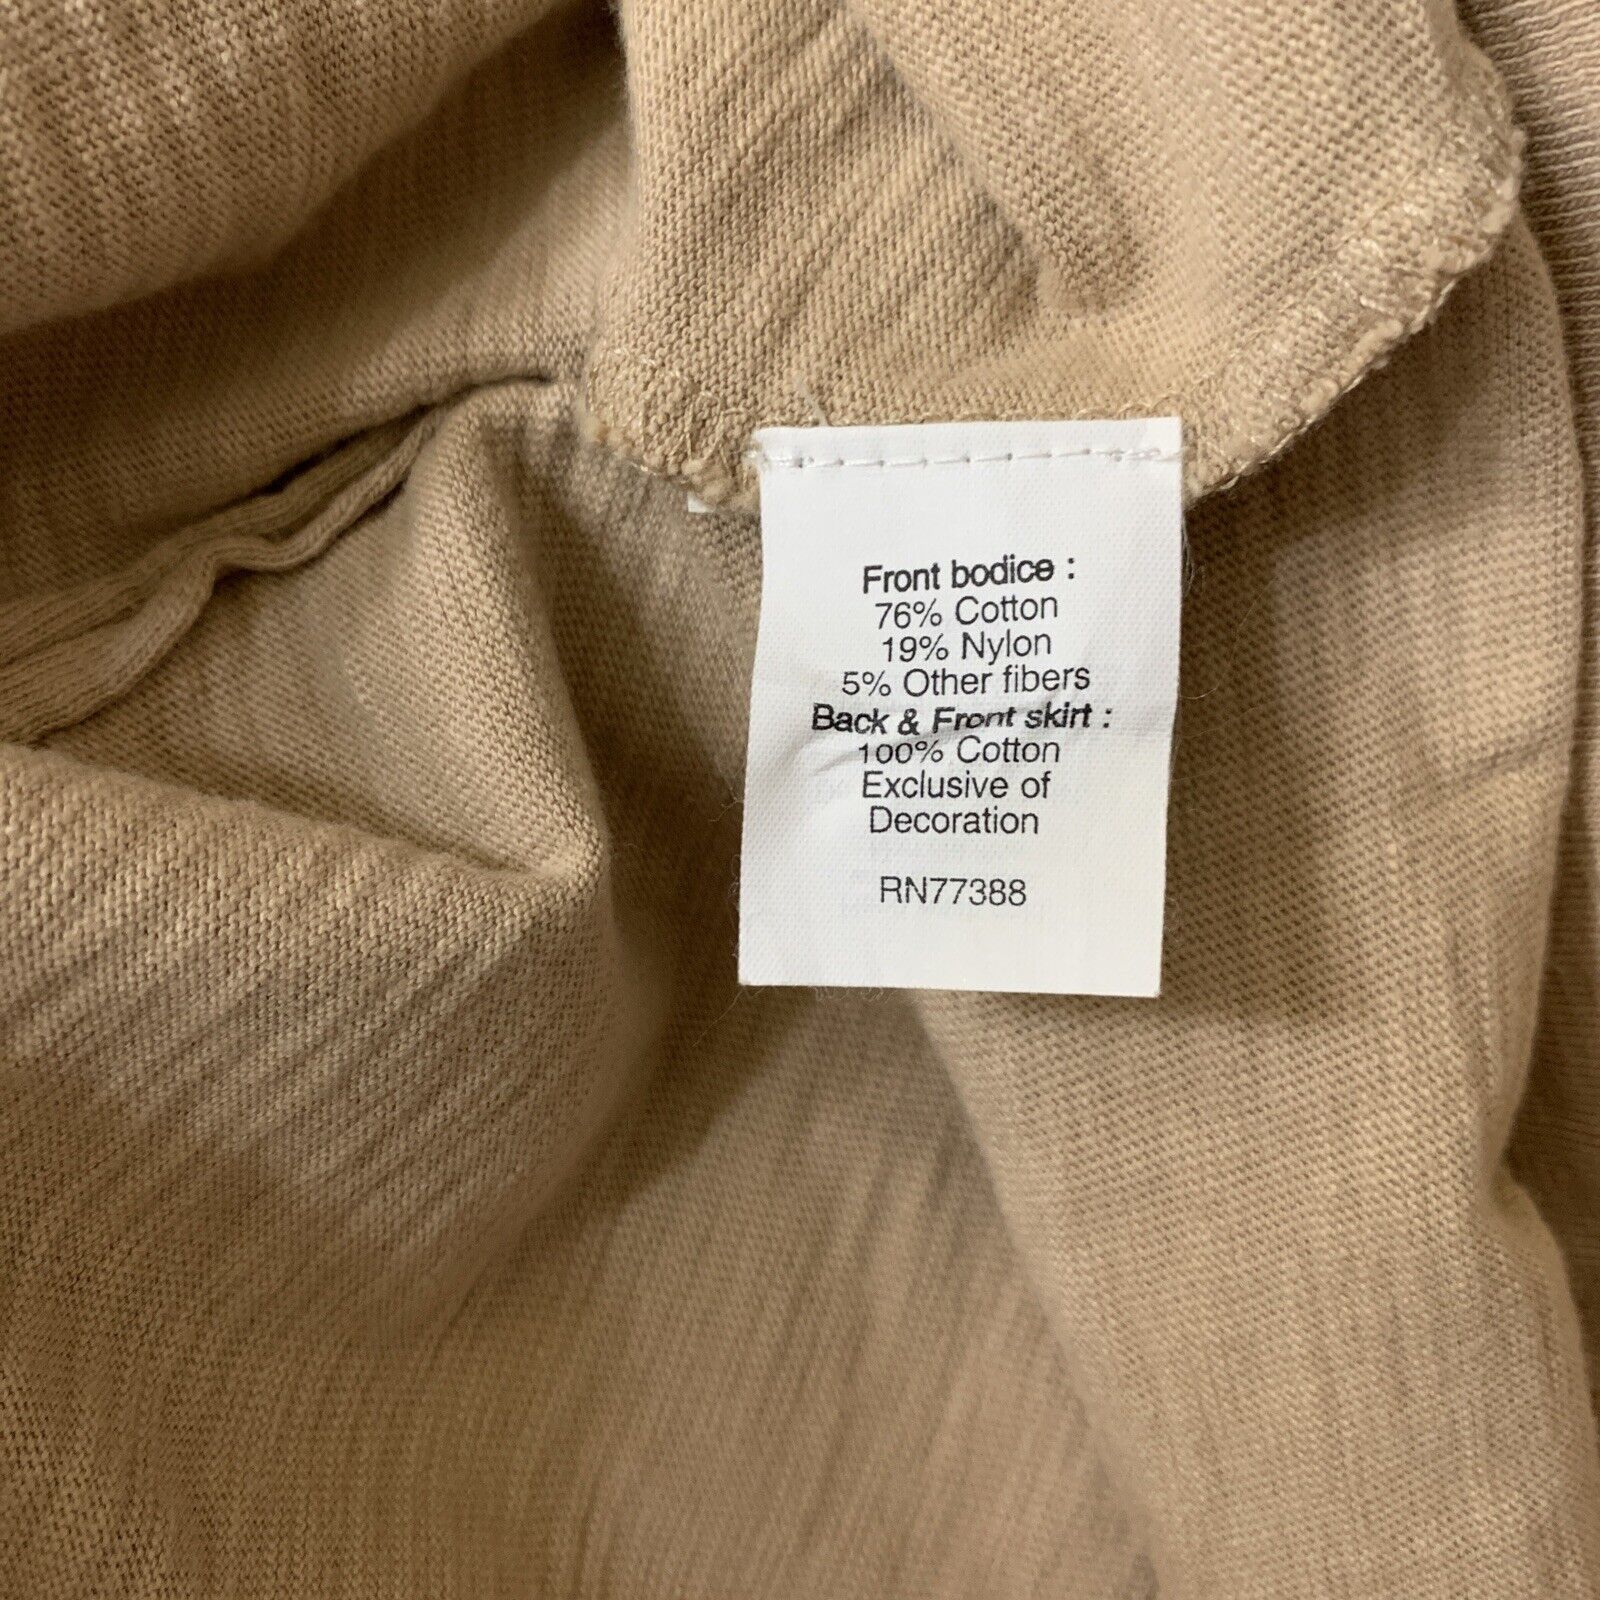 Front bodice :
76% Cotton
19% Nylon
5% Other fibers
Back & Front skirt :
100% Cotton
Exclusive of
Decoration
RN77388